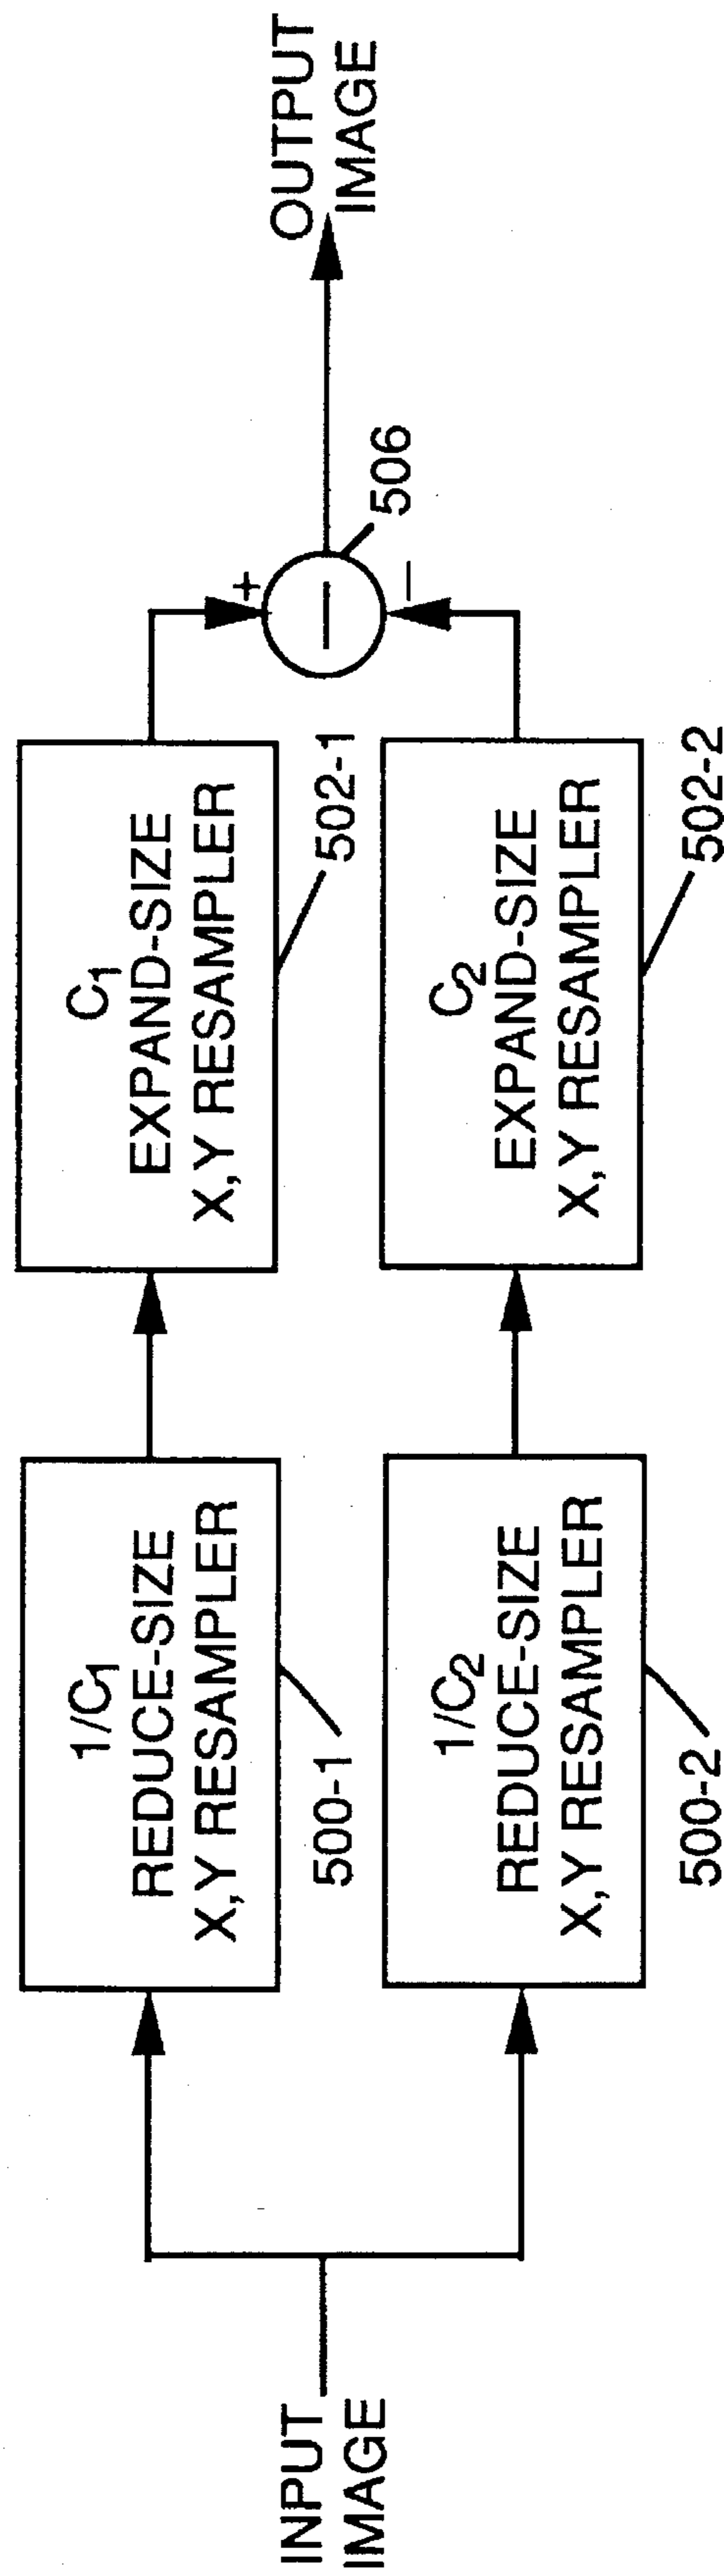 INPUT
IMAGE
1/C₁
REDUCE-SIZE
X,Y RESAMPLER
500-1
C₁
EXPAND-SIZE
X,Y RESAMPLER
502-1
1/C₂
REDUCE-SIZE
X,Y RESAMPLER
500-2
C₂
EXPAND-SIZE
X,Y RESAMPLER
502-2
+
—
—
506
OUTPUT
IMAGE